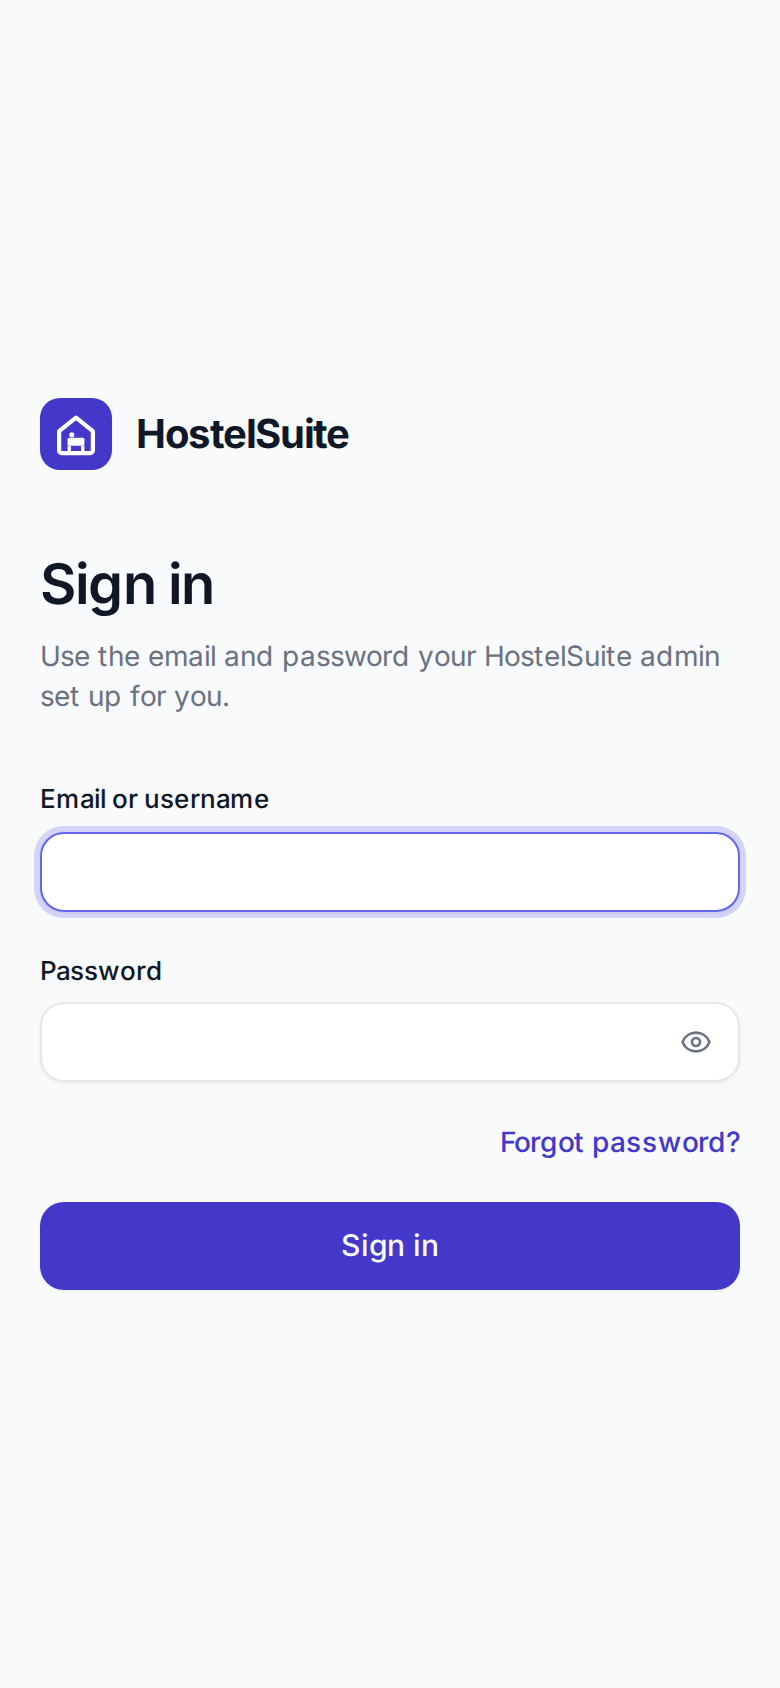 HostelSuite
Sign in
Use the email and password your HostelSuite admin
set up for you.
Email or username
Password
Forgot password?
Sign in